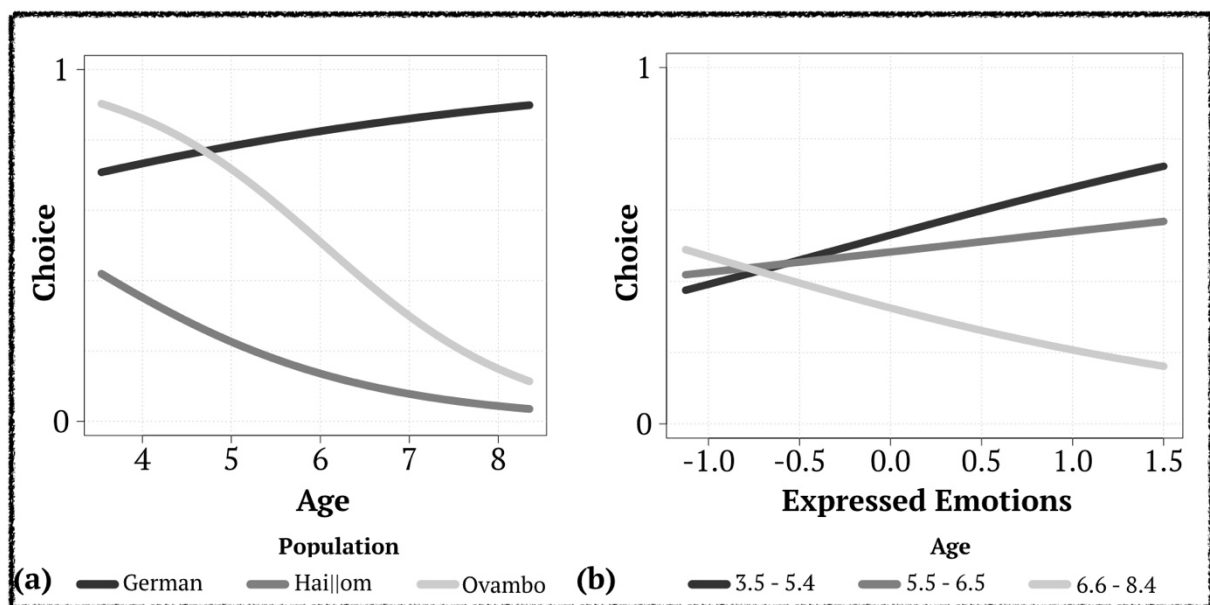 1
Choice
0
4 5 6 7 8
Age
Population
(a) German Hai||om Ovambo
1
Choice
0
-1.0 -0.5 0.0 0.5 1.0 1.5
Expressed Emotions
Age
(b) 3.5 - 5.4 5.5 - 6.5 6.6 - 8.4